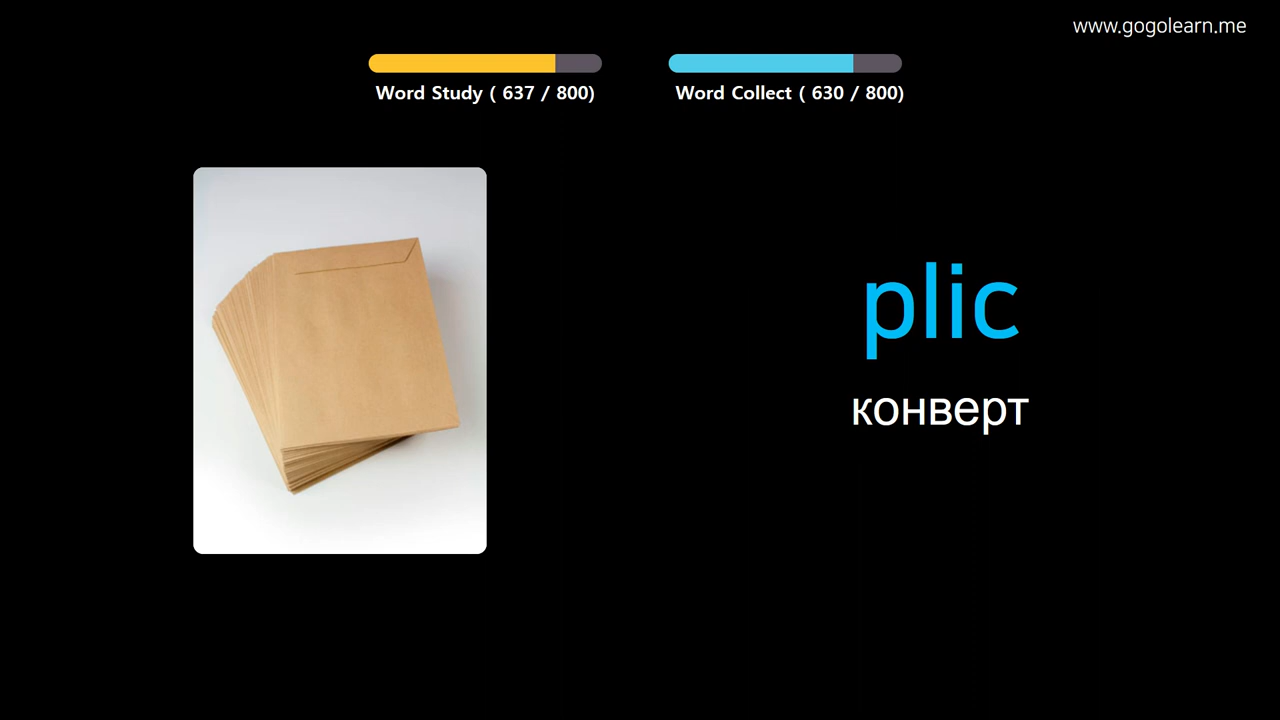 www.gogolearn.me
Word Study ( 637 / 800)
Word Collect ( 630 / 800)
plic
конверт